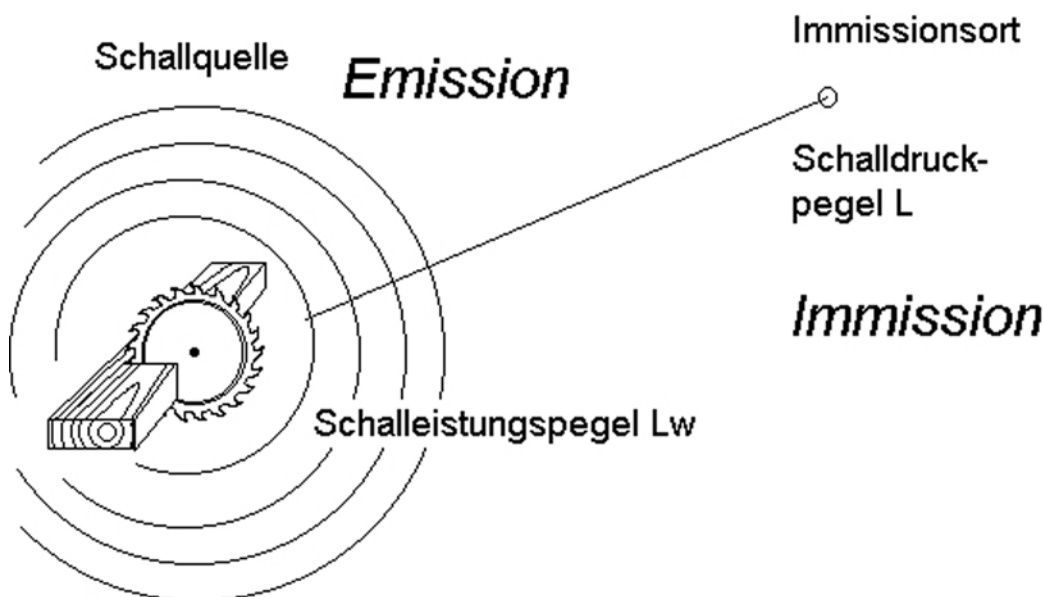 Schallquelle
Emission
Immissionsort
Schalldruck-
pegel L
Immission
Schalleistungspegel Lw